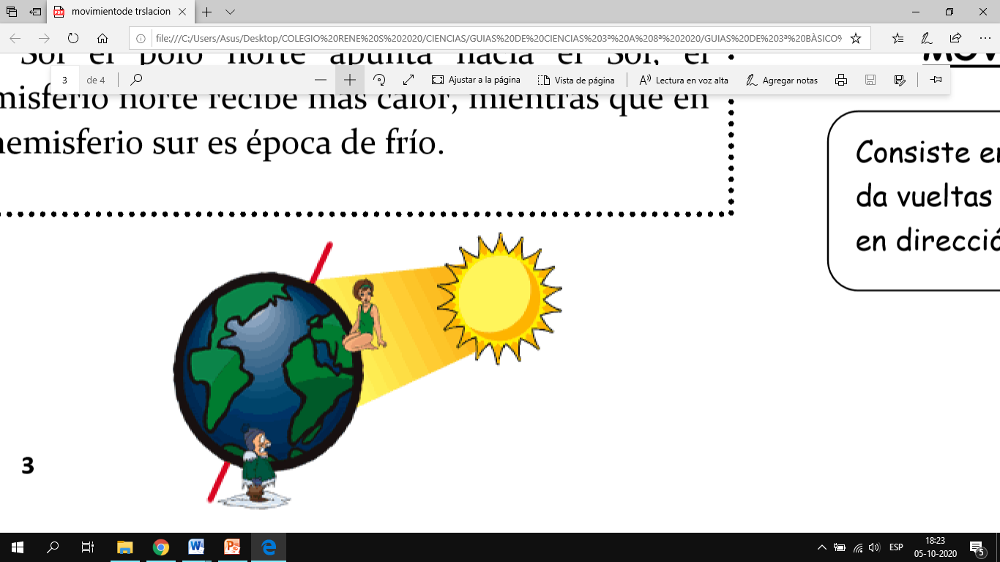 movimientode trslacion
file:///C:/Users/Asus/Desktop/COLEGIO%20RENE%20S%202020/CIENCIAS/GUIAS%20DE%20CIENCIAS%203ª%20A%208ª%202020/GUIAS%20DE%203ª%20BÀSICO%
3 de 4
Ajustar a la página
Vista de página
Lectura en voz alta
Agregar notas
Sol el polo norte apunta hacia el Sol, el
misferio norte recibe más calor, mientras que en
hemisferio sur es época de frío.
MOV
Consiste en
da vueltas
en direcció
3
ESP
18:23
05-10-2020
5